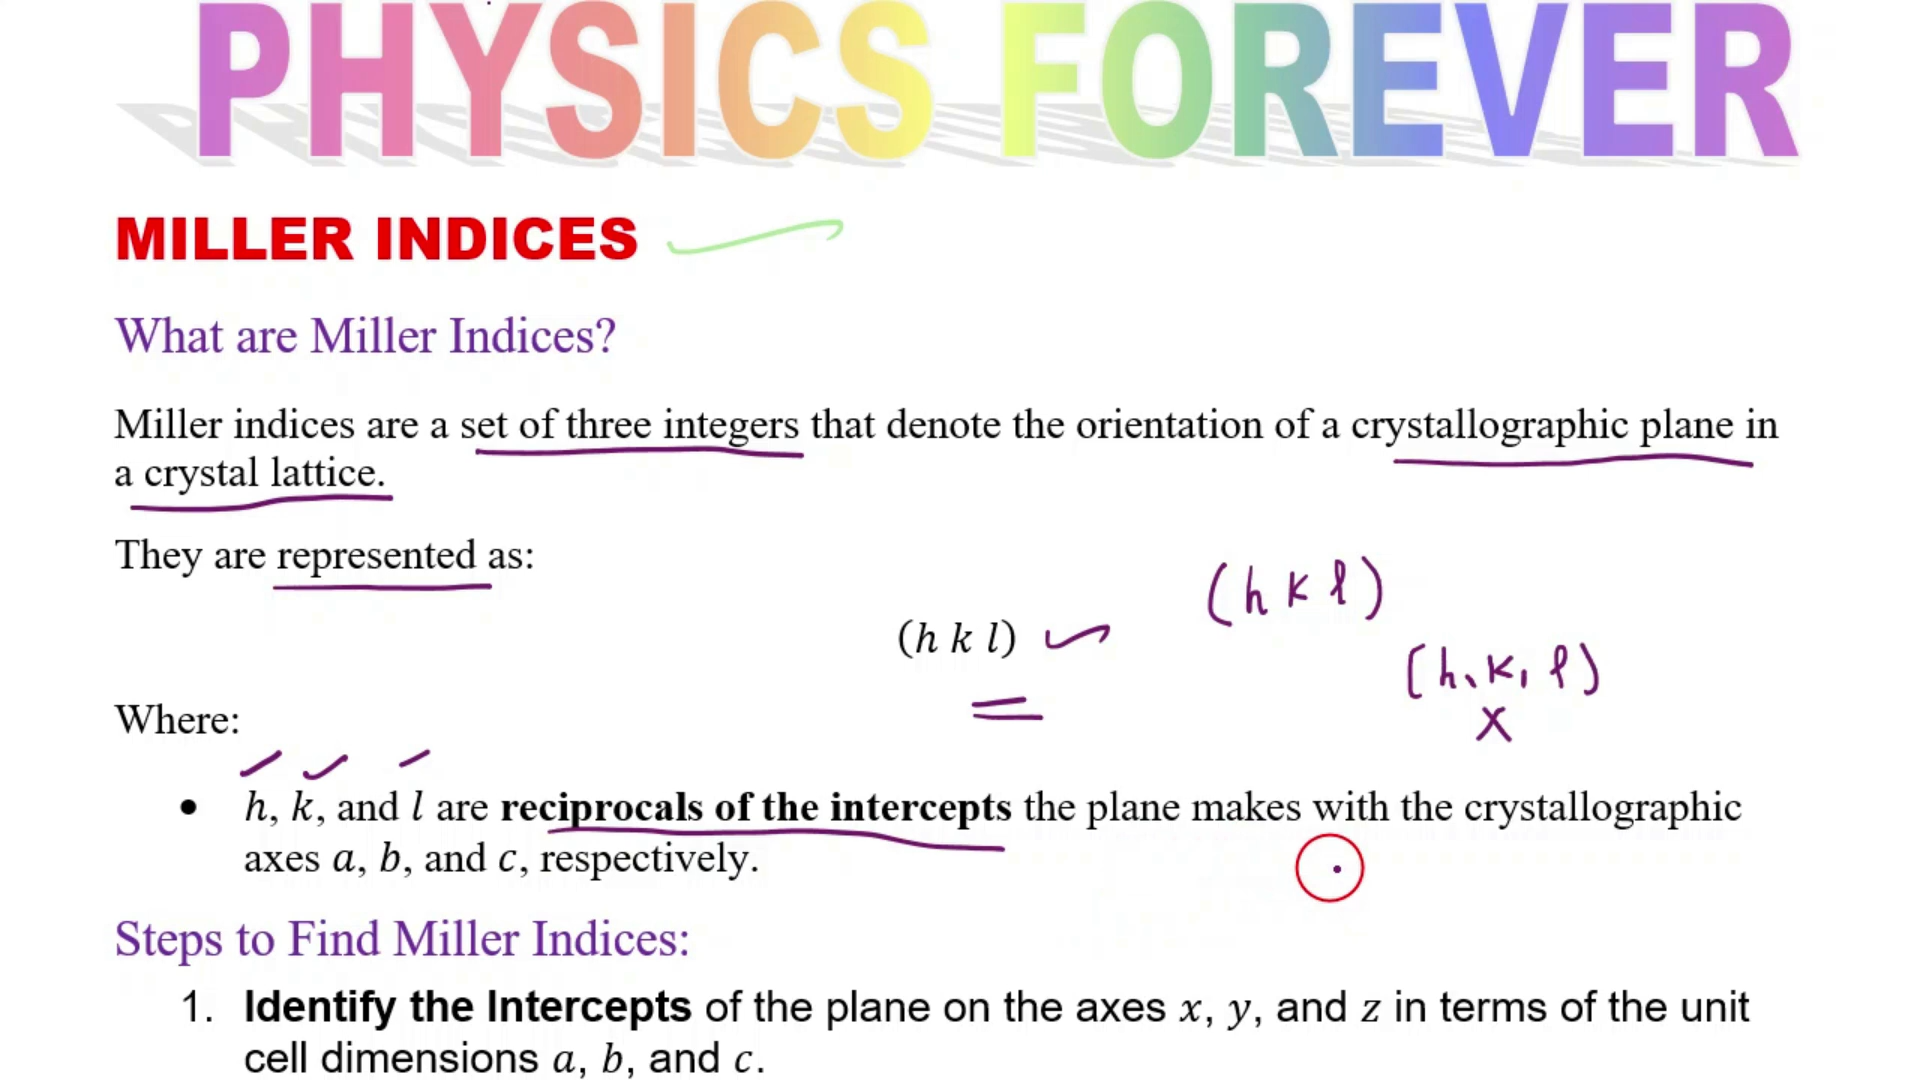 PHYSICS FOREVER
MILLER INDICES
What are Miller Indices?
Miller indices are a set of three integers that denote the orientation of a crystallographic plane in
a crystal lattice.
They are represented as:
(h k l)
(h k l)
(h, k, l)
X
Where:
• h, k, and l are reciprocals of the intercepts the plane makes with the crystallographic
axes a, b, and c, respectively.
Steps to Find Miller Indices:
1. Identify the Intercepts of the plane on the axes x, y, and z in terms of the unit
cell dimensions a, b, and c.